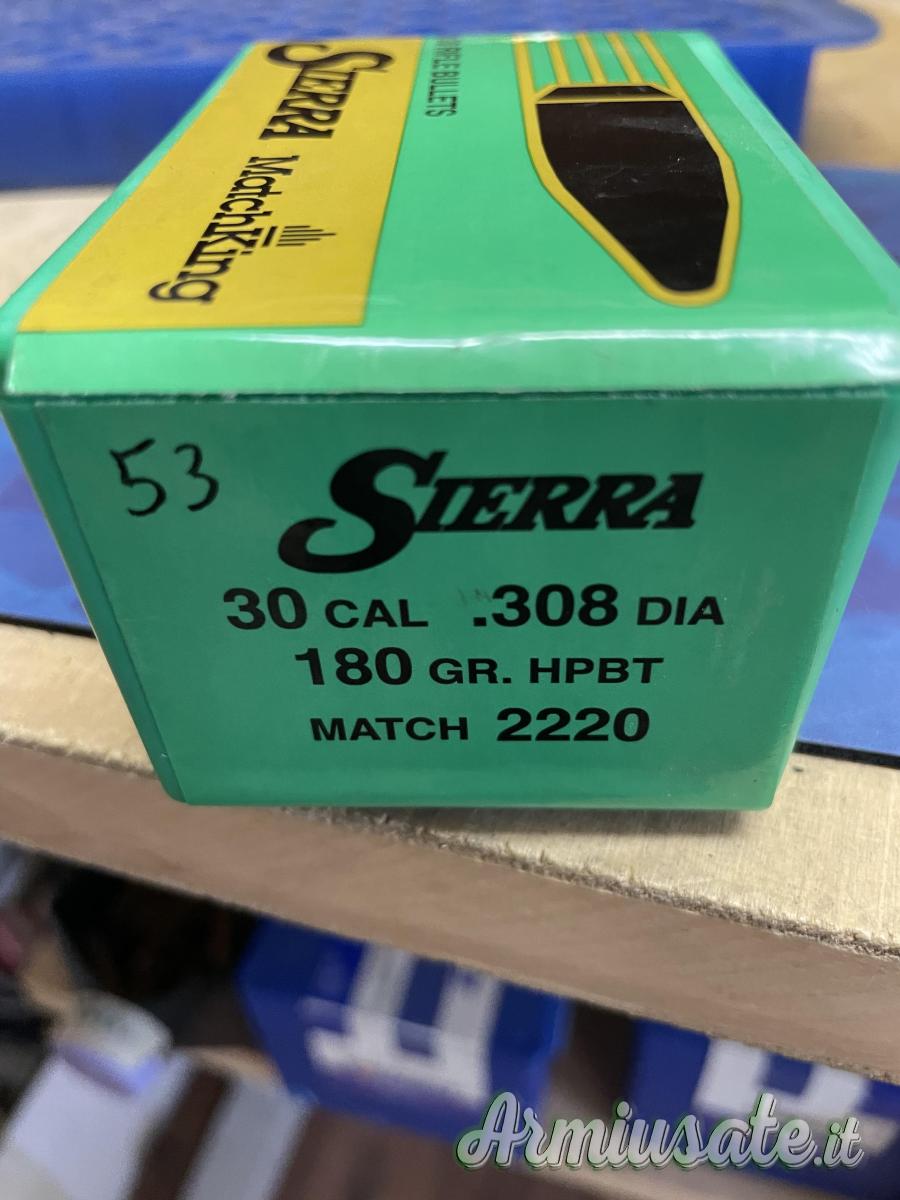 RIFLE BULLETS
SIERRA
MatchKing
53
SIERRA
30 CAL .308 DIA
180 GR. HPBT
MATCH 2220
Armiusate.it